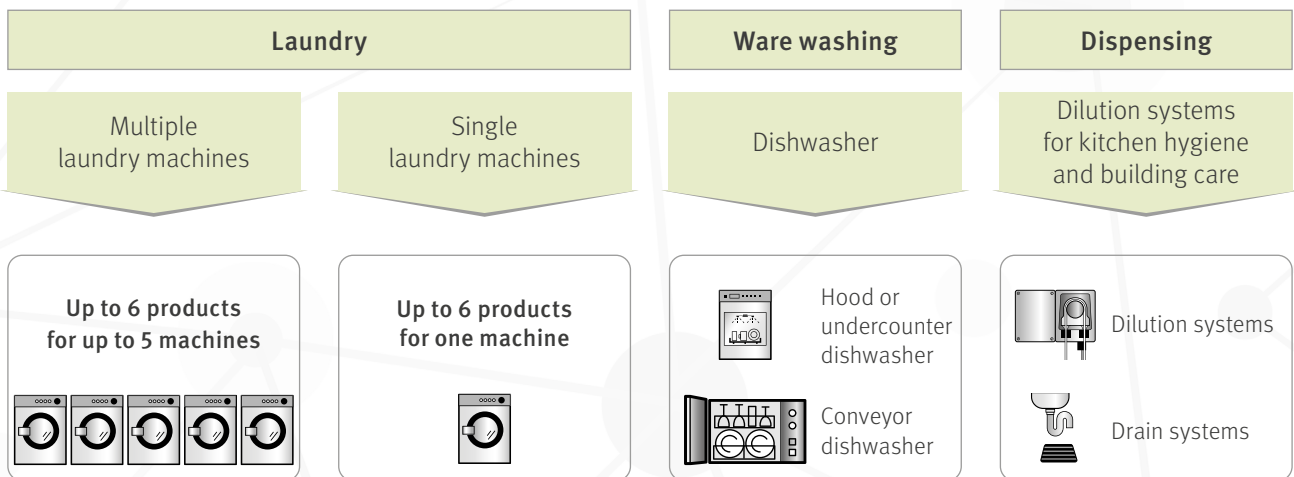 Laundry
Ware washing
Dispensing
Multiple
laundry machines
Single
laundry machines
Dishwasher
Dilution systems
for kitchen hygiene
and building care
Up to 6 products
for up to 5 machines
Up to 6 products
for one machine
Hood or
undercounter
dishwasher
Conveyor
dishwasher
Dilution systems
Drain systems